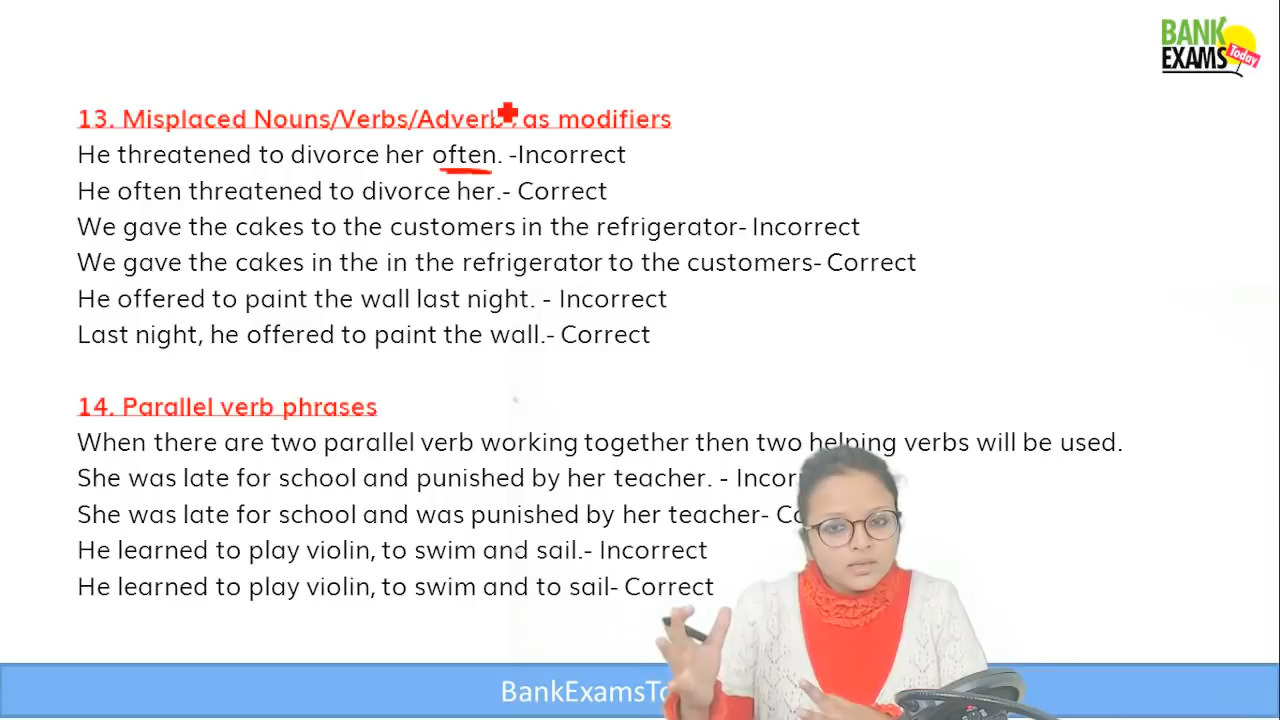 BANK
EXAMS
Today
13. Misplaced Nouns/Verbs/Adverbs as modifiers
He threatened to divorce her often. -Incorrect
He often threatened to divorce her.- Correct
We gave the cakes to the customers in the refrigerator- Incorrect
We gave the cakes in the in the refrigerator to the customers- Correct
He offered to paint the wall last night. - Incorrect
Last night, he offered to paint the wall.- Correct
14. Parallel verb phrases
When there are two parallel verb working together then two helping verbs will be used.
She was late for school and punished by her teacher. -
She was late for school and was punished by her teacher-
He learned to play violin, to swim and sail.- Incorrect
He learned to play violin, to swim and to sail- Correct